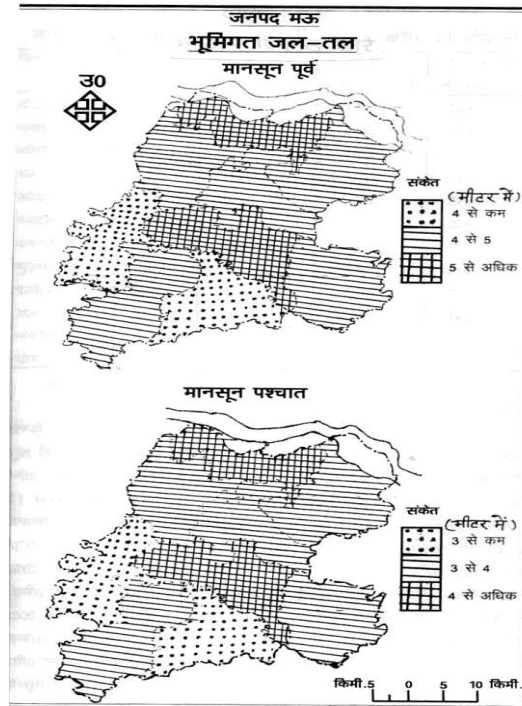 जनपद मऊ
भूमिगत जल-तल
मानसून पूर्व
उ०
संकेत
(मीटर में)
4 से कम
4 से 5
5 से अधिक
मानसून पश्चात
संकेत
(मीटर में)
3 से कम
3 से 4
4 से अधिक
किमी.5 0 5 10 किमी.